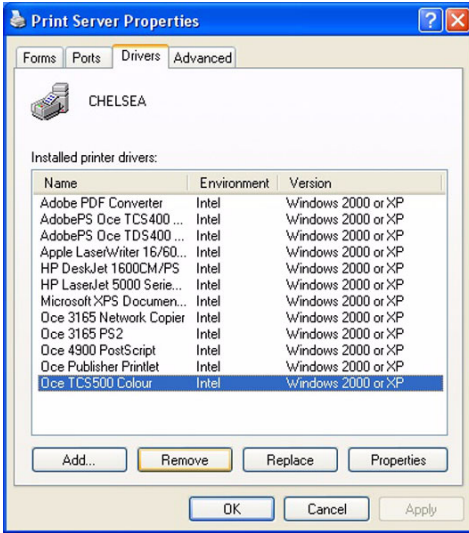 Print Server Properties
Forms Ports Drivers Advanced
CHELSEA
Installed printer drivers:
Name Environment Version
Adobe PDF Converter Intel Windows 2000 or XP
AdobePS Oce TCS400 ... Intel Windows 2000 or XP
AdobePS Oce TDS400 ... Intel Windows 2000 or XP
Apple LaserWriter 16/60... Intel Windows 2000 or XP
HP DeskJet 1600CM/PS Intel Windows 2000 or XP
HP LaserJet 5000 Serie... Intel Windows 2000 or XP
Microsoft XPS Documen... Intel Windows 2000 or XP
Oce 3165 Network Copier Intel Windows 2000 or XP
Oce 3165 PS2 Intel Windows 2000 or XP
Oce 4900 PostScript Intel Windows 2000 or XP
Oce Publisher Printlet Intel Windows 2000 or XP
Oce TCS500 Colour Intel Windows 2000 or XP
Add... Remove Replace Properties
OK Cancel Apply